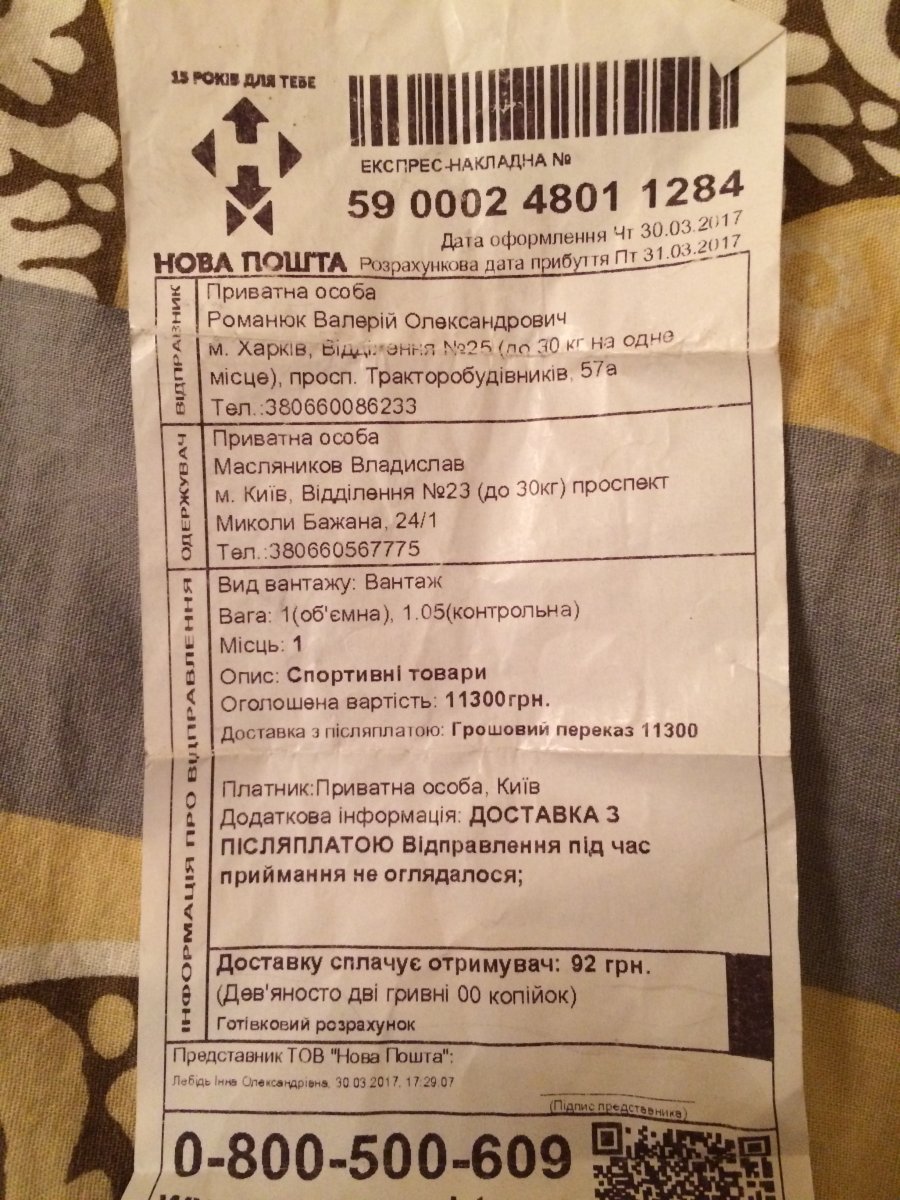 15 РОКІВ ДЛЯ ТЕБЕ
НОВА ПОШТА
ЕКСПРЕС-НАКЛАДНА №
59 0002 4801 1284
Дата оформлення Чт 30.03.2017
Розрахункова дата прибуття Пт 31.03.2017
ВІДПРАВНИК
Приватна особа
Романюк Валерій Олександрович
м. Харків, Відділення №25 (до 30 кг на одне
місце), просп. Тракторобудівників, 57а
Тел.:380660086233
ОДЕРЖУВАЧ
Приватна особа
Масляников Владислав
м. Київ, Відділення №23 (до 30кг) проспект
Миколи Бажана, 24/1
Тел.:380660567775
ІНФОРМАЦІЯ ПРО ВІДПРАВЛЕННЯ
Вид вантажу: Вантаж
Вага: 1(об'ємна), 1.05(контрольна)
Місць: 1
Опис: Спортивні товари
Оголошена вартість: 11300грн.
Доставка з післяплатою: Грошовий переказ 11300
Платник:Приватна особа, Київ
Додаткова інформація: ДОСТАВКА З
ПІСЛЯПЛАТОЮ Відправлення під час
приймання не оглядалося;
Доставку сплачує отримувач: 92 грн.
(Дев'яносто дві гривні 00 копійок)
Готівковий розрахунок
Представник ТОВ "Нова Пошта":
Лебідь Інна Олександрівна, 30.03.2017, 17:29:07
(Підпис представника)
0-800-500-609